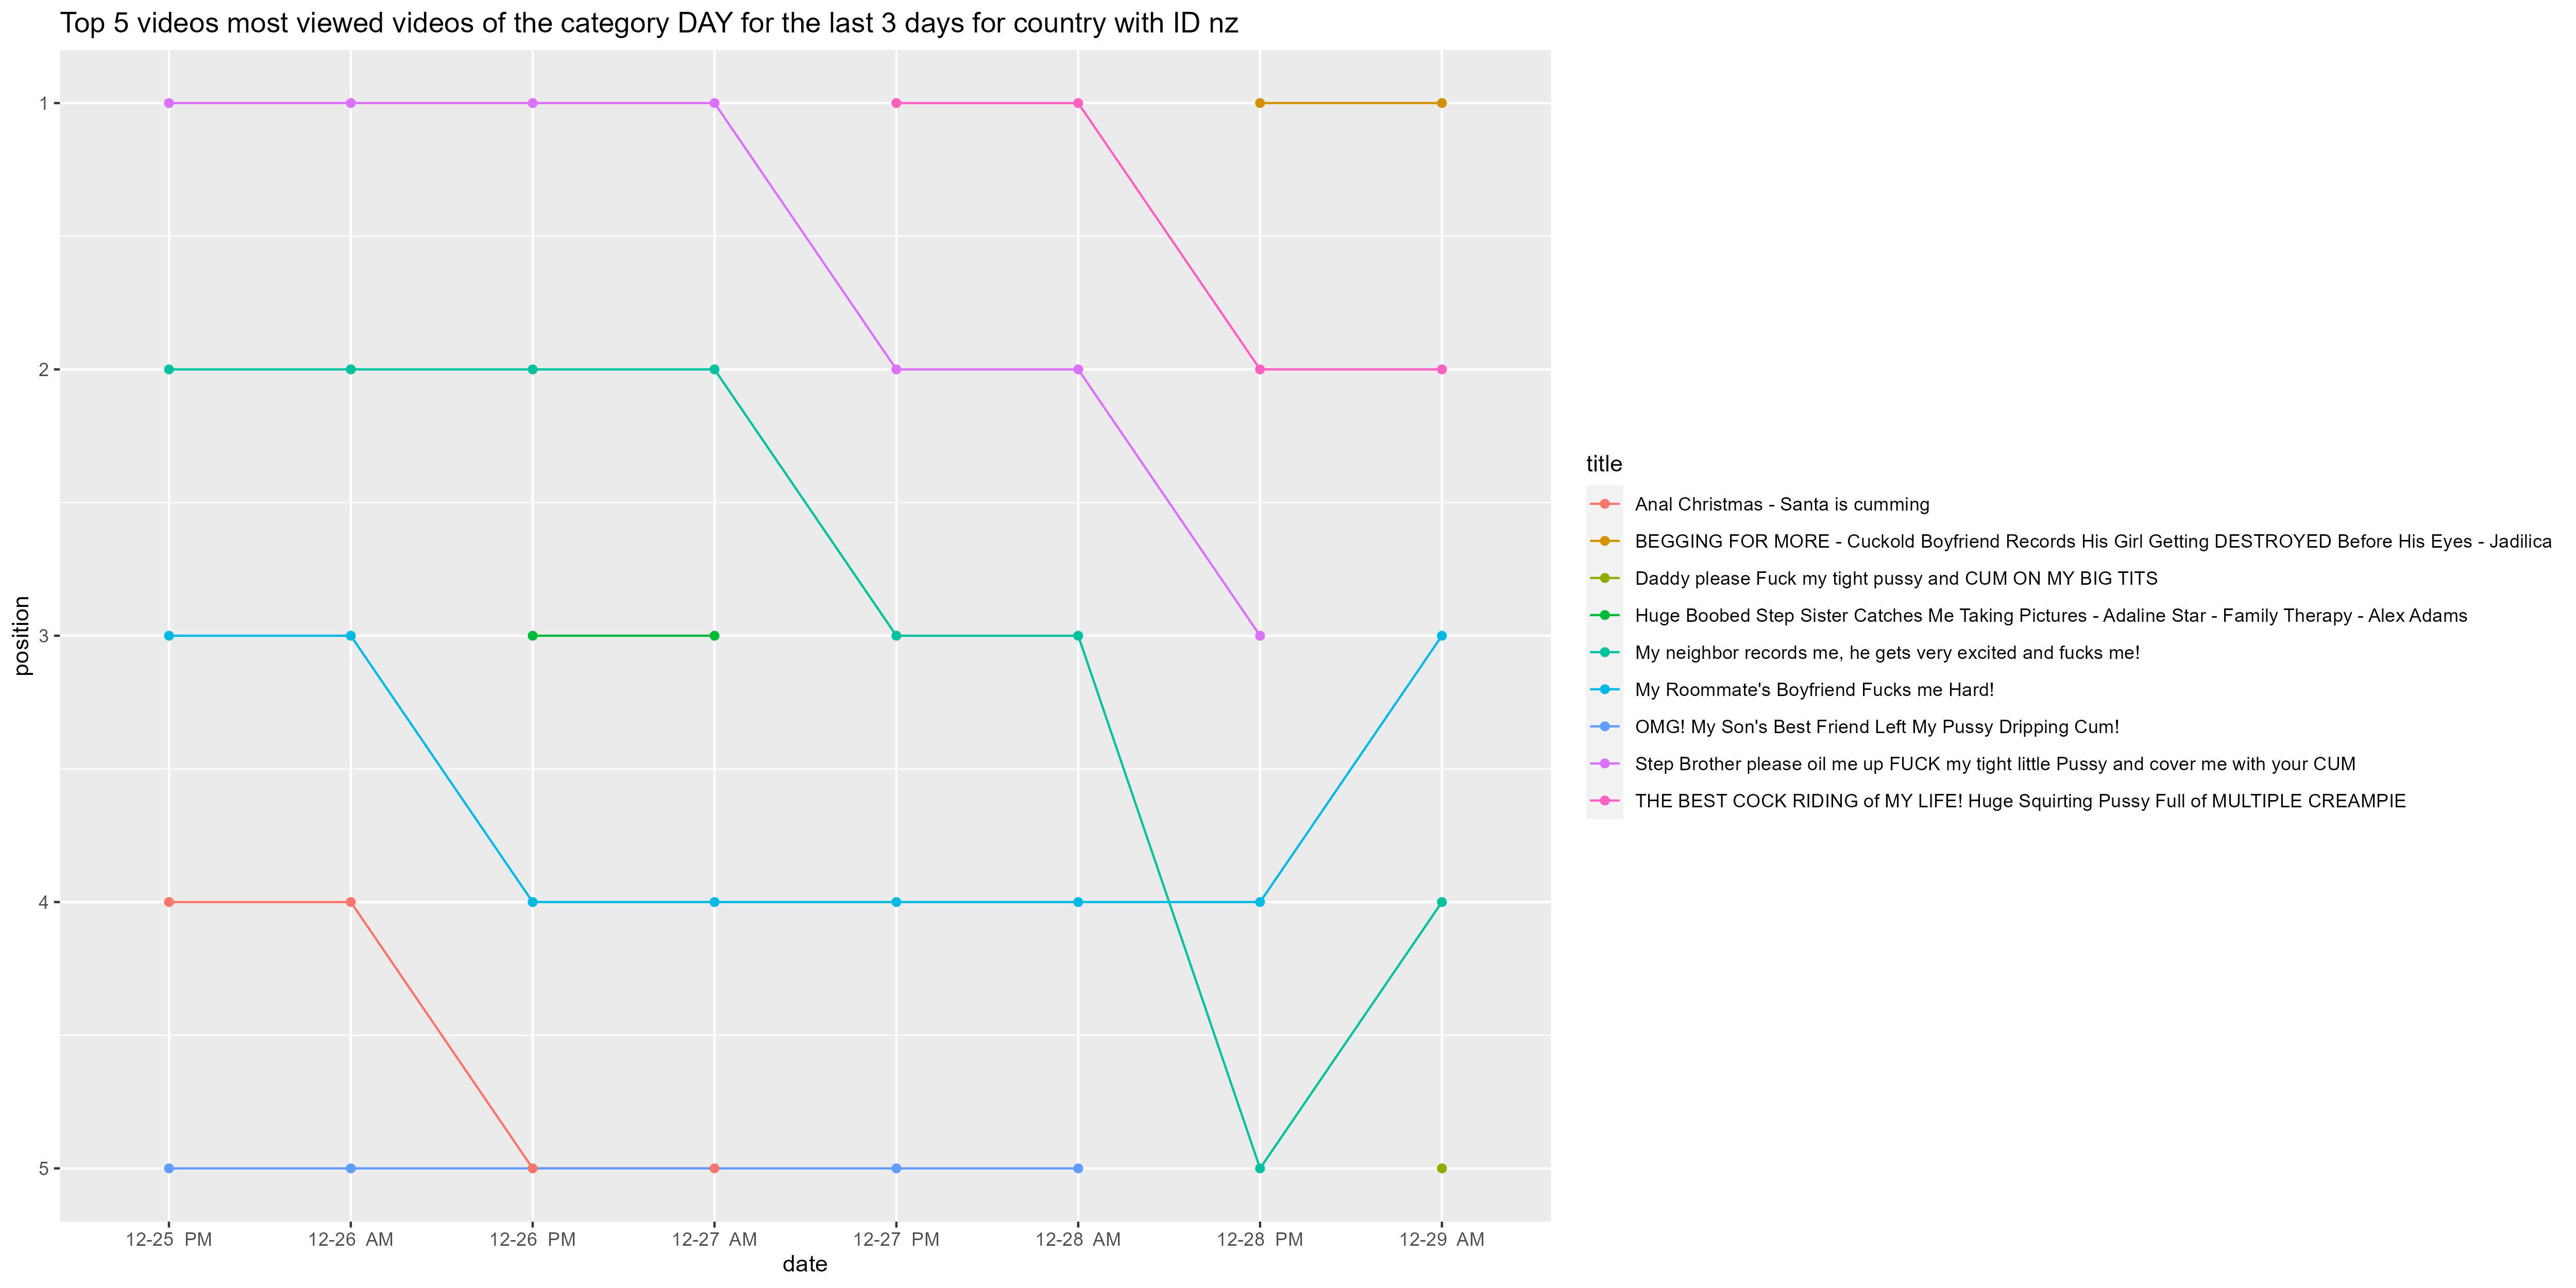 Top 5 videos most viewed videos of the category DAY for the last 3 days for country with ID nz
1
2
3
4
5
position
12-25 PM
12-26 AM
12-26 PM
12-27 AM
12-27 PM
12-28 AM
12-28 PM
12-29 AM
date
title
Anal Christmas - Santa is cumming
BEGGING FOR MORE - Cuckold Boyfriend Records His Girl Getting DESTROYED Before His Eyes - Jadilica
Daddy please Fuck my tight pussy and CUM ON MY BIG TITS
Huge Boobed Step Sister Catches Me Taking Pictures - Adaline Star - Family Therapy - Alex Adams
My neighbor records me, he gets very excited and fucks me!
My Roommate's Boyfriend Fucks me Hard!
OMG! My Son's Best Friend Left My Pussy Dripping Cum!
Step Brother please oil me up FUCK my tight little Pussy and cover me with your CUM
THE BEST COCK RIDING of MY LIFE! Huge Squirting Pussy Full of MULTIPLE CREAMPIE